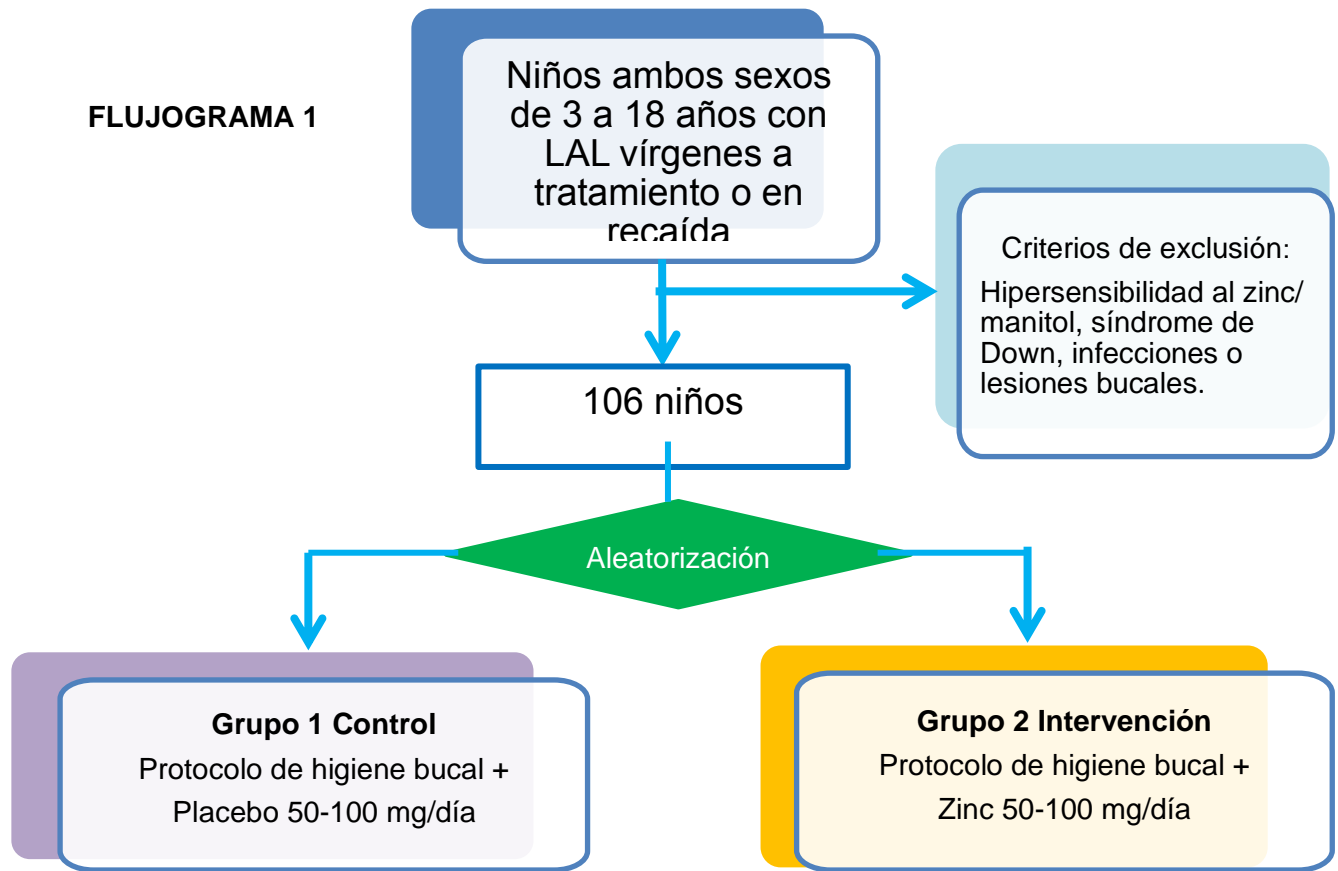 FLUJOGRAMA 1
Niños ambos sexos
de 3 a 18 años con
LAL vírgenes a
tratamiento o en
recaída
Criterios de exclusión:
Hipersensibilidad al zinc/
manitol, síndrome de
Down, infecciones o
lesiones bucales.
106 niños
Aleatorización
Grupo 1 Control
Protocolo de higiene bucal +
Placebo 50-100 mg/día
Grupo 2 Intervención
Protocolo de higiene bucal +
Zinc 50-100 mg/día